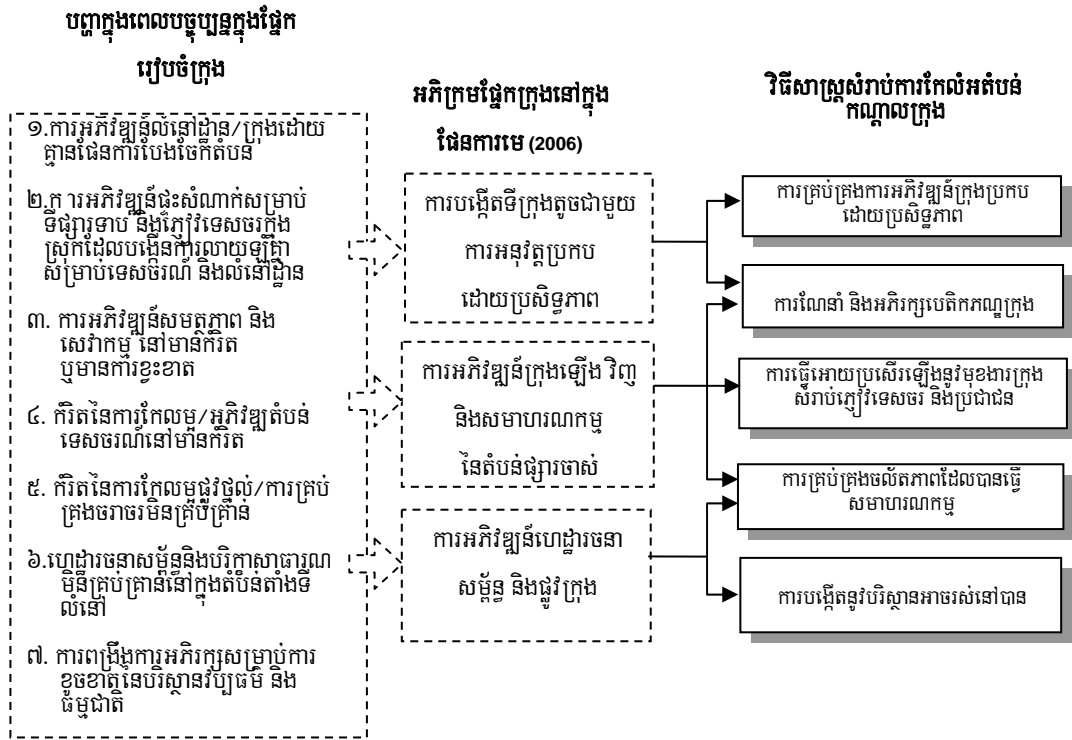 បញ្ហាក្នុងពេលបច្ចុប្បន្នក្នុងផ្នែក
រៀបចំក្រុង
១.ការអភិវឌ្ឍន៍លំនៅដ្ឋាន/ក្រុងដោយ
គ្មានផែនការបែងចែកតំបន់
២.ក ារអភិវឌ្ឍន៍ផ្ទះសំណាក់សម្រាប់
ទីផ្សារទាប និងភ្ញៀវទេសចរក្នុង
ស្រុកដែលបង្កើនការលាយឡំគ្នា
សម្រាប់ទេសចរណ៍ និងលំនៅដ្ឋាន
៣. ការអភិវឌ្ឍន៍សមត្ថភាព និង
សេវាកម្ម នៅមានកំរិត
ឬមានការខ្វះខាត
៤. កំរិតនៃការកែលម្អ/អភិវឌ្ឍតំបន់
ទេសចរណ៍នៅមានកំរិត
៥. កំរិតនៃការកែលម្អផ្លូវថ្នល់/ការគ្រប់
គ្រងចរាចរមិនគ្រប់គ្រាន់
៦.ហេដ្ឋារចនាសម្ព័ន្ធនិងបរិក្ខាសាធារណ
មិនគ្រប់គ្រាន់នៅក្នុងតំបន់តាំងទី
លំនៅ
៧. ការពង្រឹងការអភិរក្សសម្រាប់ការ
ខូចខាតនៃបរិស្ថានវប្បធម៌ និង
ធម្មជាតិ
អភិក្រមផ្នែកក្រុងនៅក្នុង
ផែនការមេ (2006)
ការបង្កើតទីក្រុងតូចជាមួយ
ការអនុវត្តប្រកប
ដោយប្រសិទ្ធភាព
ការអភិវឌ្ឍន៍ក្រុងឡើង វិញ
និងសមាហរណកម្ម
នៃតំបន់ផ្សារចាស់
ការអភិវឌ្ឍន៍ហេដ្ឋារចនា
សម្ព័ន្ធ និងផ្លូវក្រុង
វិធីសាស្ត្រសំរាប់ការកែលំអតំបន់
កណ្តាលក្រុង
ការគ្រប់គ្រងការអភិវឌ្ឍន៍ក្រុងប្រកប
ដោយប្រសិទ្ធភាព
ការណែនាំ និងអភិរក្សបេតិកភណ្ឌក្រុង
ការធ្វើអោយប្រសើរឡើងនូវមុខងារក្រុង
សំរាប់ភ្ញៀវទេសចរ និងប្រជាជន
ការគ្រប់គ្រងចល័តភាពដែលបានធ្វើ
សមាហរណកម្ម
ការបង្កើតនូវបរិស្ថានអាចរស់នៅបាន